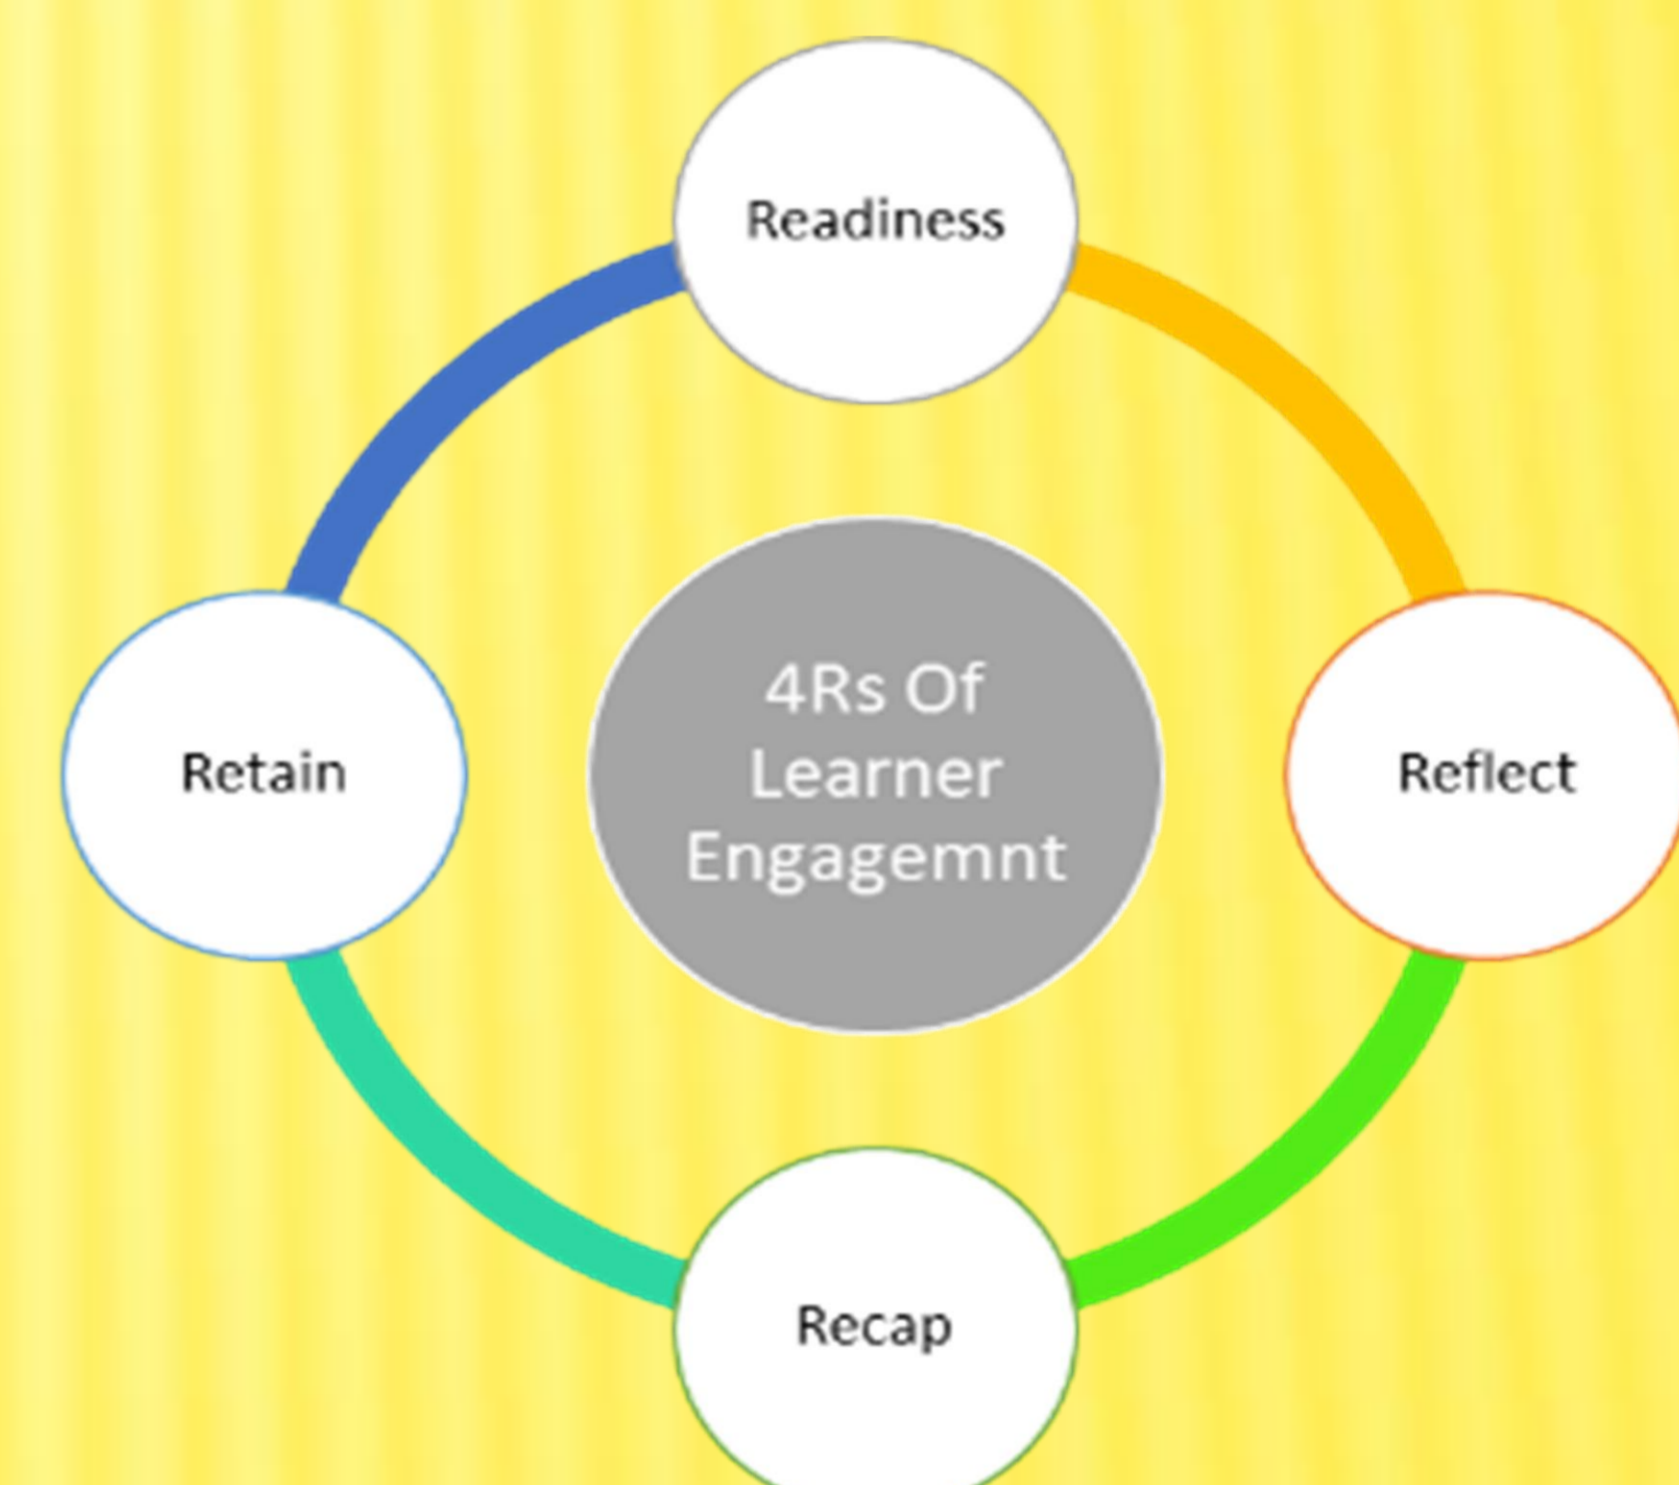 Readiness
4Rs Of
Learner
Engagemnt
Retain
Reflect
Recap